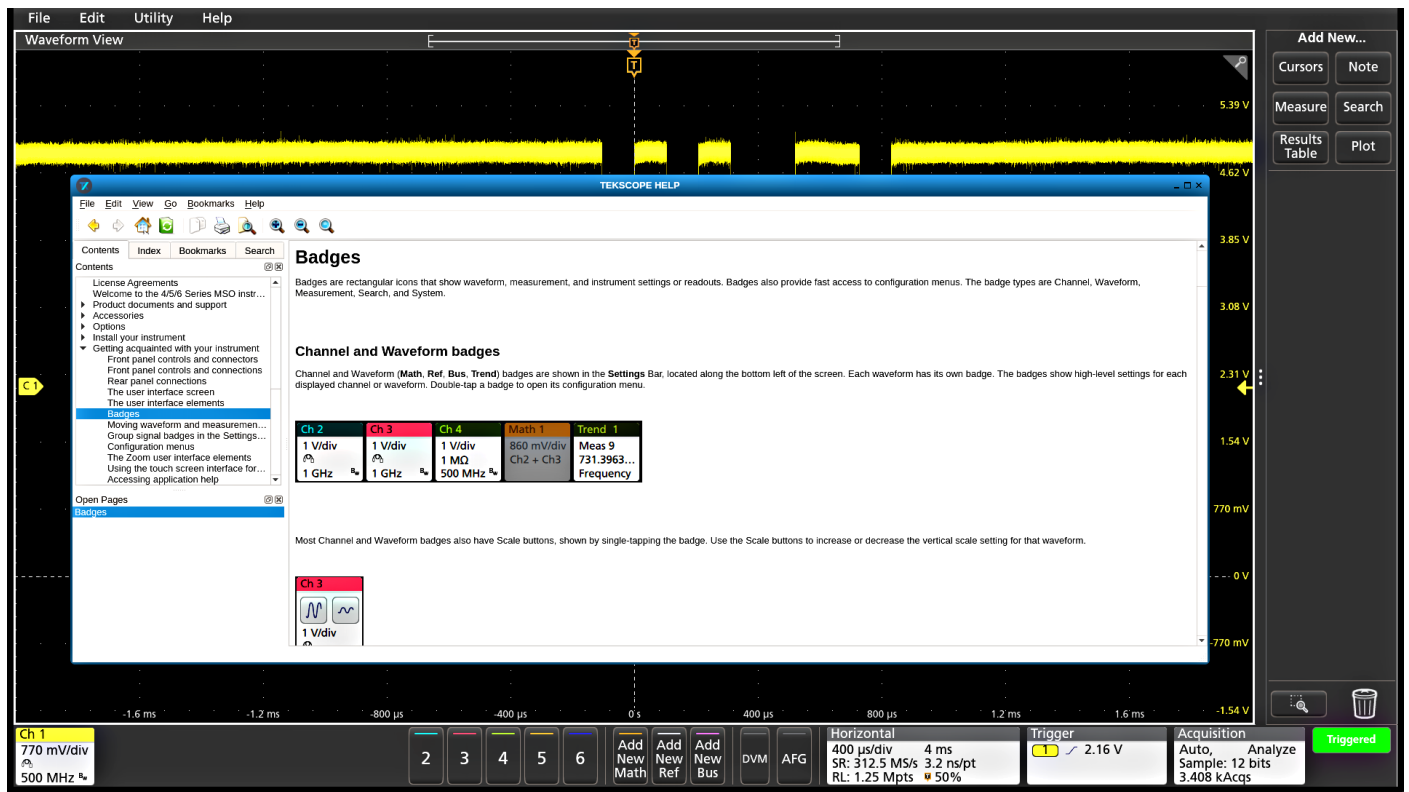 File Edit Utility Help
Waveform View
Add New...
Cursors Note
Measure Search
Results Table Plot
T
T
5.39 V
4.62 V
3.85 V
3.08 V
2.31 V
1.54 V
770 mV
0 V
-770 mV
-1.54 V
C 1
TEKSCOPE HELP
File Edit View Go Bookmarks Help
Contents Index Bookmarks Search
Contents
License Agreements
Welcome to the 4/5/6 Series MSO instr...
Product documents and support
Accessories
Options
Install your instrument
Getting acquainted with your instrument
Front panel controls and connectors
Front panel controls and connections
Rear panel connections
The user interface screen
The user interface elements
Badges
Moving waveform and measuremen...
Group signal badges in the Settings...
Configuration menus
The Zoom user interface elements
Using the touch screen interface for...
Accessing application help
Open Pages
Badges
Badges
Badges are rectangular icons that show waveform, measurement, and instrument settings or readouts. Badges also provide fast access to configuration menus. The badge types are Channel, Waveform,
Measurement, Search, and System.
Channel and Waveform badges
Channel and Waveform (Math, Ref, Bus, Trend) badges are shown in the Settings Bar, located along the bottom left of the screen. Each waveform has its own badge. The badges show high-level settings for each
displayed channel or waveform. Double-tap a badge to open its configuration menu.
Ch 2 Ch 3 Ch 4 Math 1 Trend 1
1 V/div 1 V/div 1 V/div 860 mV/div Meas 9
1 MΩ Ch2 + Ch3 731.3963...
1 GHz Bw 1 GHz Bw 500 MHz Bw Frequency
Most Channel and Waveform badges also have Scale buttons, shown by single-tapping the badge. Use the Scale buttons to increase or decrease the vertical scale setting for that waveform.
Ch 3
1 V/div
-1.6 ms -1.2 ms -800 µs -400 µs 0 s 400 µs 800 µs 1.2 ms 1.6 ms
Ch 1
770 mV/div
500 MHz Bw
2 3 4 5 6
Add New Math
Add New Ref
Add New Bus
DVM AFG
Horizontal
400 µs/div 4 ms
SR: 312.5 MS/s 3.2 ns/pt
RL: 1.25 Mpts 50%
Trigger
1 2.16 V
Acquisition
Auto, Analyze
Sample: 12 bits
3.408 kAcqs
Triggered